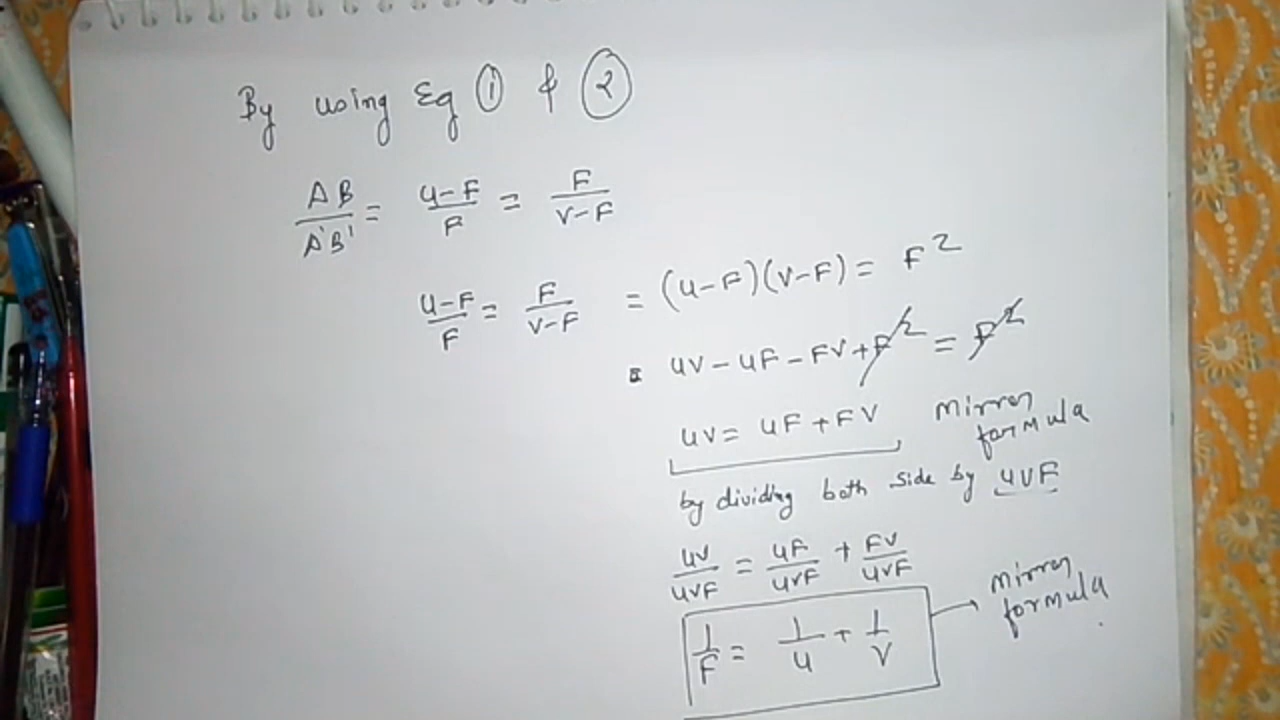 By using Eq ① & ②
AB/A'B' = u-F/F = F/v-F
u-F/F = F/v-F = (u-F)(v-F) = F²
= uv - uF - Fv + F² = F²
uv = uF + FV mirror formula
by dividing both side by uvF
uv/uvF = uF/uvF + Fv/uvF
1/F = 1/u + 1/v → mirror formula